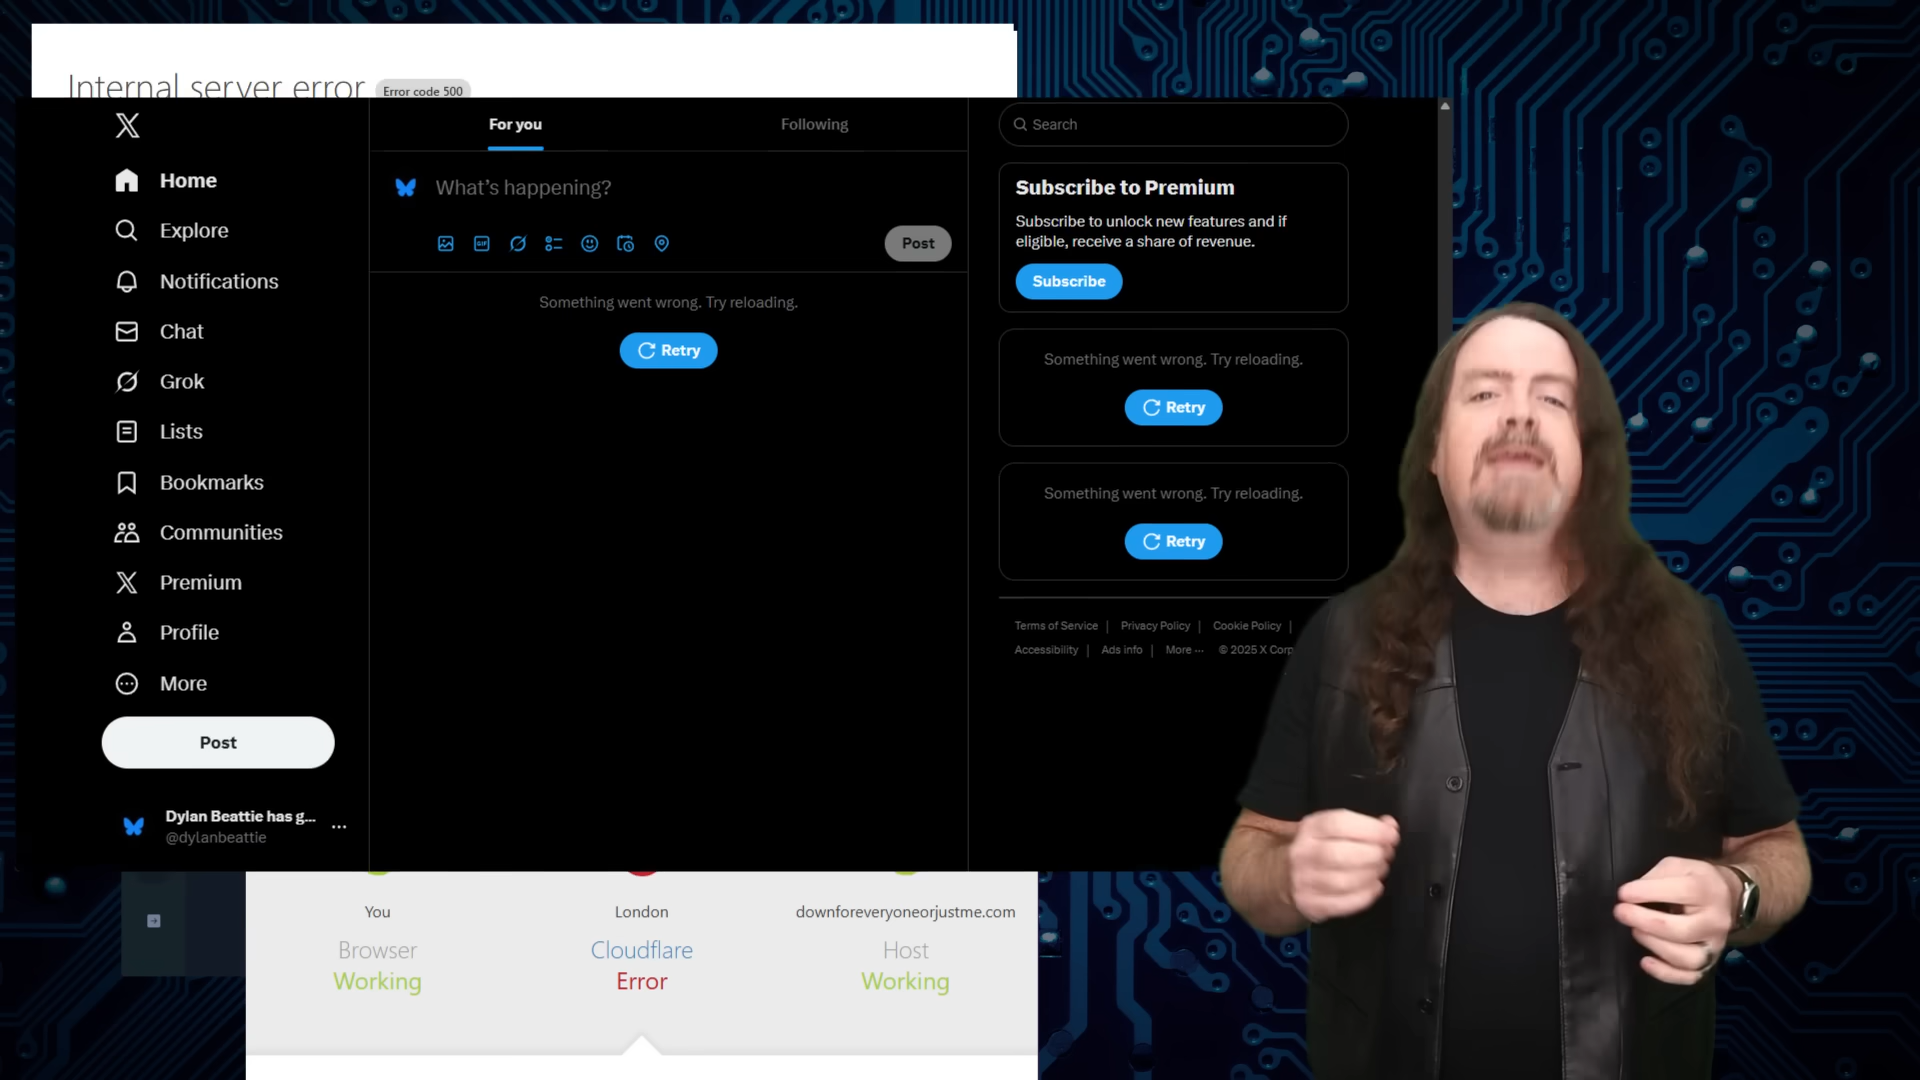 Internal server error Error code 500
Home
Explore
Notifications
Chat
Grok
Lists
Bookmarks
Communities
Premium
Profile
More
Post
Dylan Beattie has g...
@dylanbeattie
For you
Following
What's happening?
GIF
Post
Something went wrong. Try reloading.
Retry
Search
Subscribe to Premium
Subscribe to unlock new features and if
eligible, receive a share of revenue.
Subscribe
Something went wrong. Try reloading.
Retry
Something went wrong. Try reloading.
Retry
Terms of Service | Privacy Policy | Cookie Policy |
Accessibility | Ads info | More ... © 2025 X Corp
You
Browser
Working
London
Cloudflare
Error
downforeveryoneorjustme.com
Host
Working